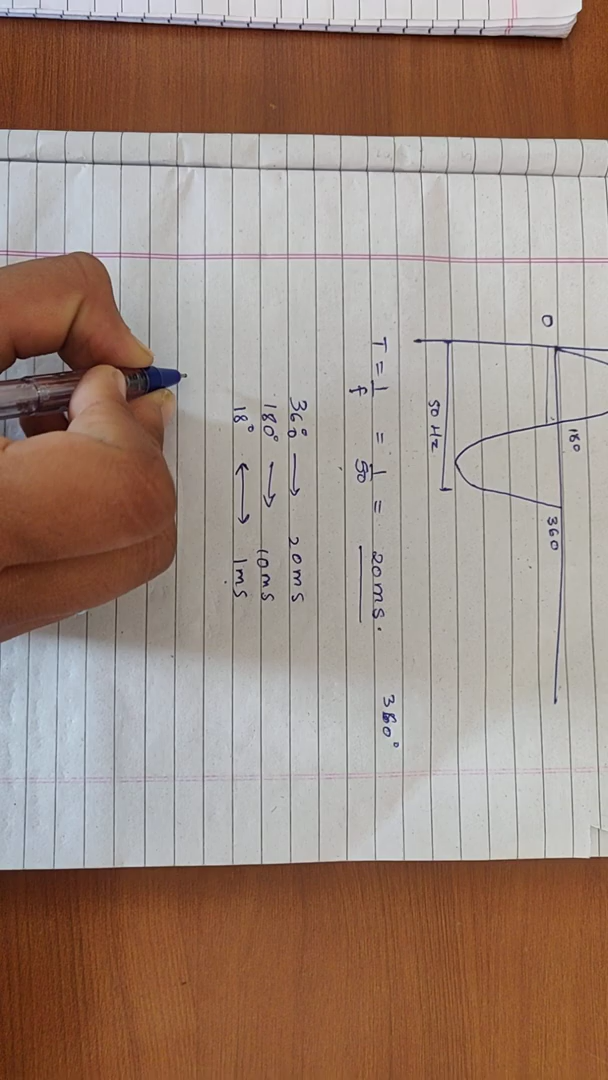 0 180 360
50 Hz
T = 1/f = 1/50 = 20ms. 360°
360 → 20ms
180° → 10ms
18° ↔ 1ms